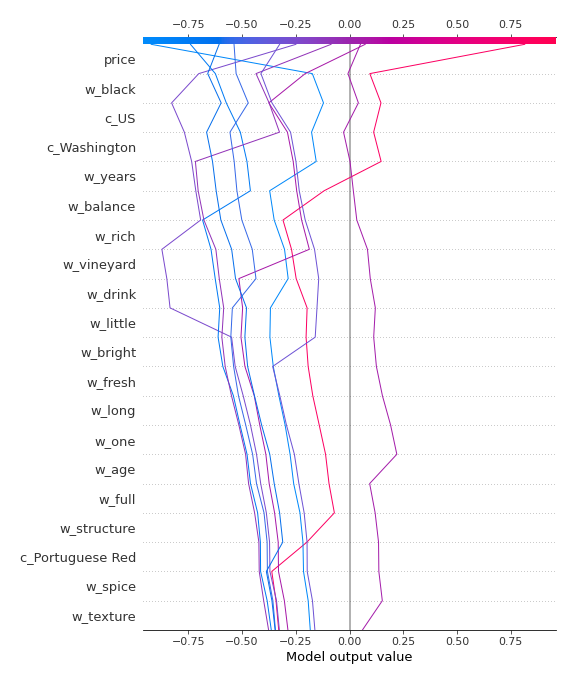 −0.75 −0.50 −0.25 0.00 0.25 0.50 0.75
price
w_black
c_US
c_Washington
w_years
w_balance
w_rich
w_vineyard
w_drink
w_little
w_bright
w_fresh
w_long
w_one
w_age
w_full
w_structure
c_Portuguese Red
w_spice
w_texture
−0.75 −0.50 −0.25 0.00 0.25 0.50 0.75
Model output value